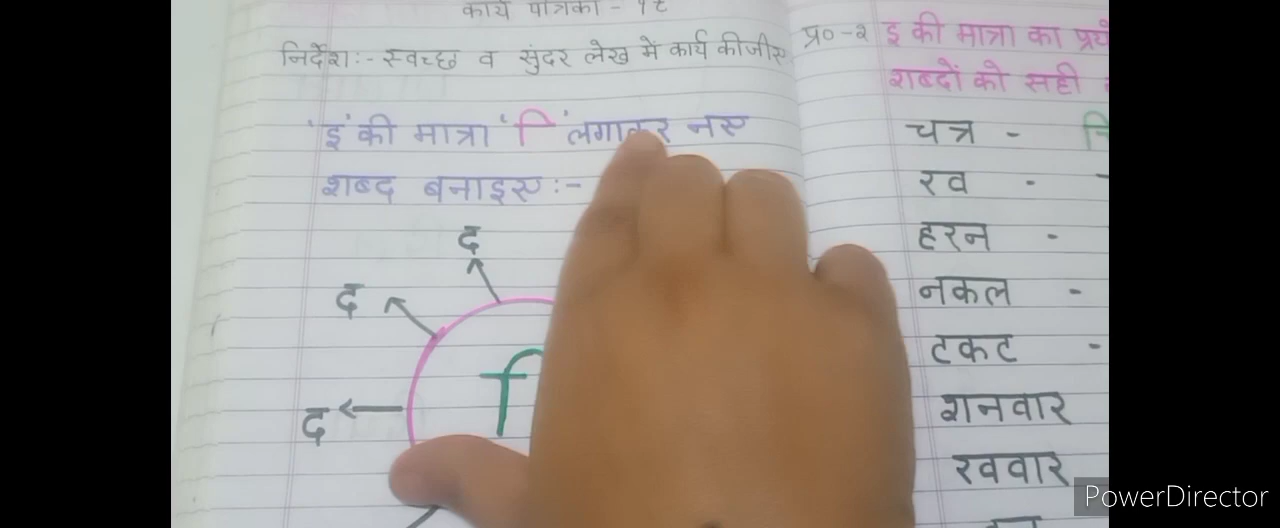 कार्य पत्रिका - १८
निर्देश:- स्वच्छ व सुंदर लेख में कार्य कीजीए
'इ' की मात्रा 'ि' लगाकर नए
शब्द बनाइए :-
द
द
द
ि
प्र०-२ इ की मात्रा का
शब्दों को सही
चत्र -
रव -
हरन -
नकल -
टकट -
शनवार
रववार
PowerDirector